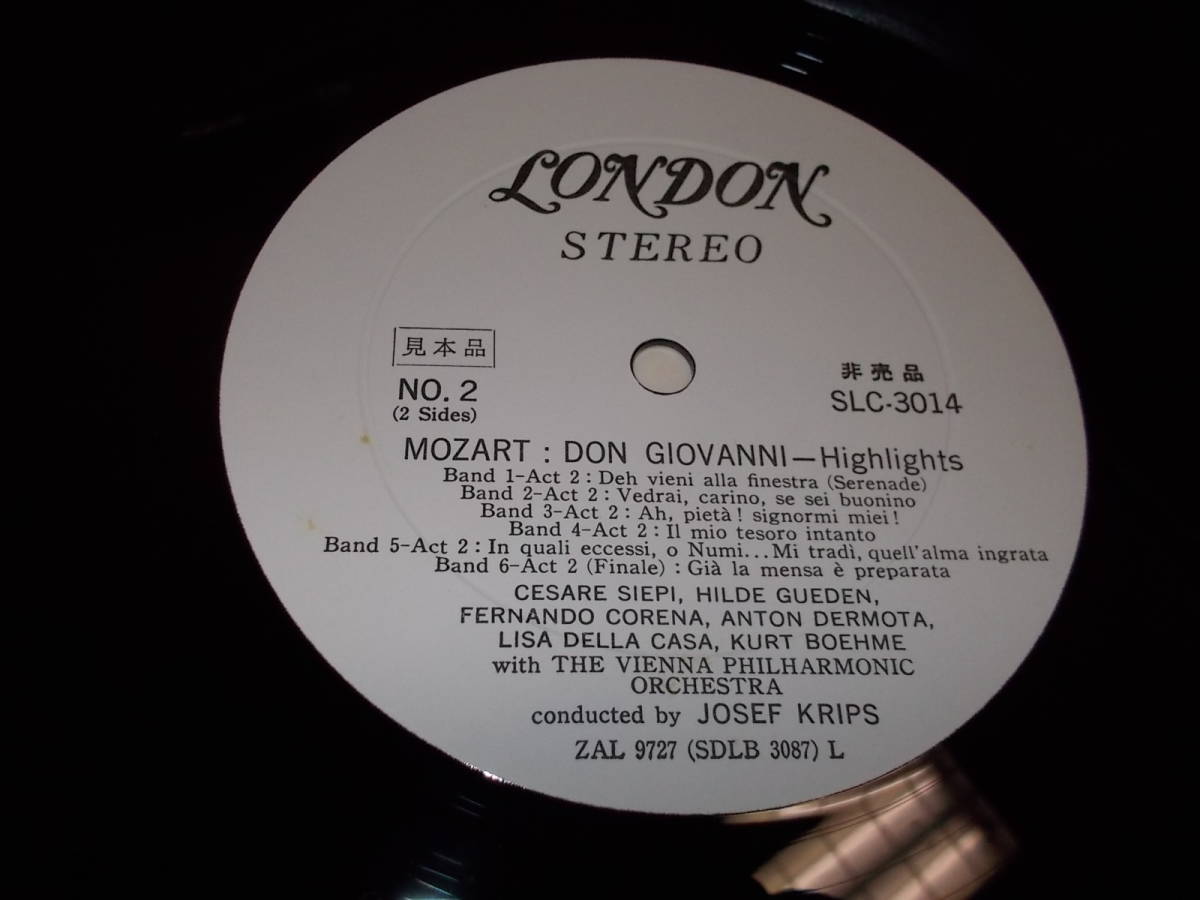 LONDON
STEREO
見本品
NO. 2
(2 Sides)
非売品
SLC-3014
MOZART : DON GIOVANNI—Highlights
Band 1-Act 2 : Deh vieni alla finestra (Serenade)
Band 2-Act 2 : Vedrai, carino, se sei buonino
Band 3-Act 2 : Ah, pietà! signormi miei!
Band 4-Act 2 : Il mio tesoro intanto
Band 5-Act 2 : In quali eccessi, o Numi...Mi tradì, quell'alma ingrata
Band 6-Act 2 (Finale) : Già la mensa è preparata
CESARE SIEPI, HILDE GUEDEN,
FERNANDO CORENA, ANTON DERMOTA,
LISA DELLA CASA, KURT BOEHME
with THE VIENNA PHILHARMONIC
ORCHESTRA
conducted by JOSEF KRIPS
ZAL 9727 (SDLB 3087) L